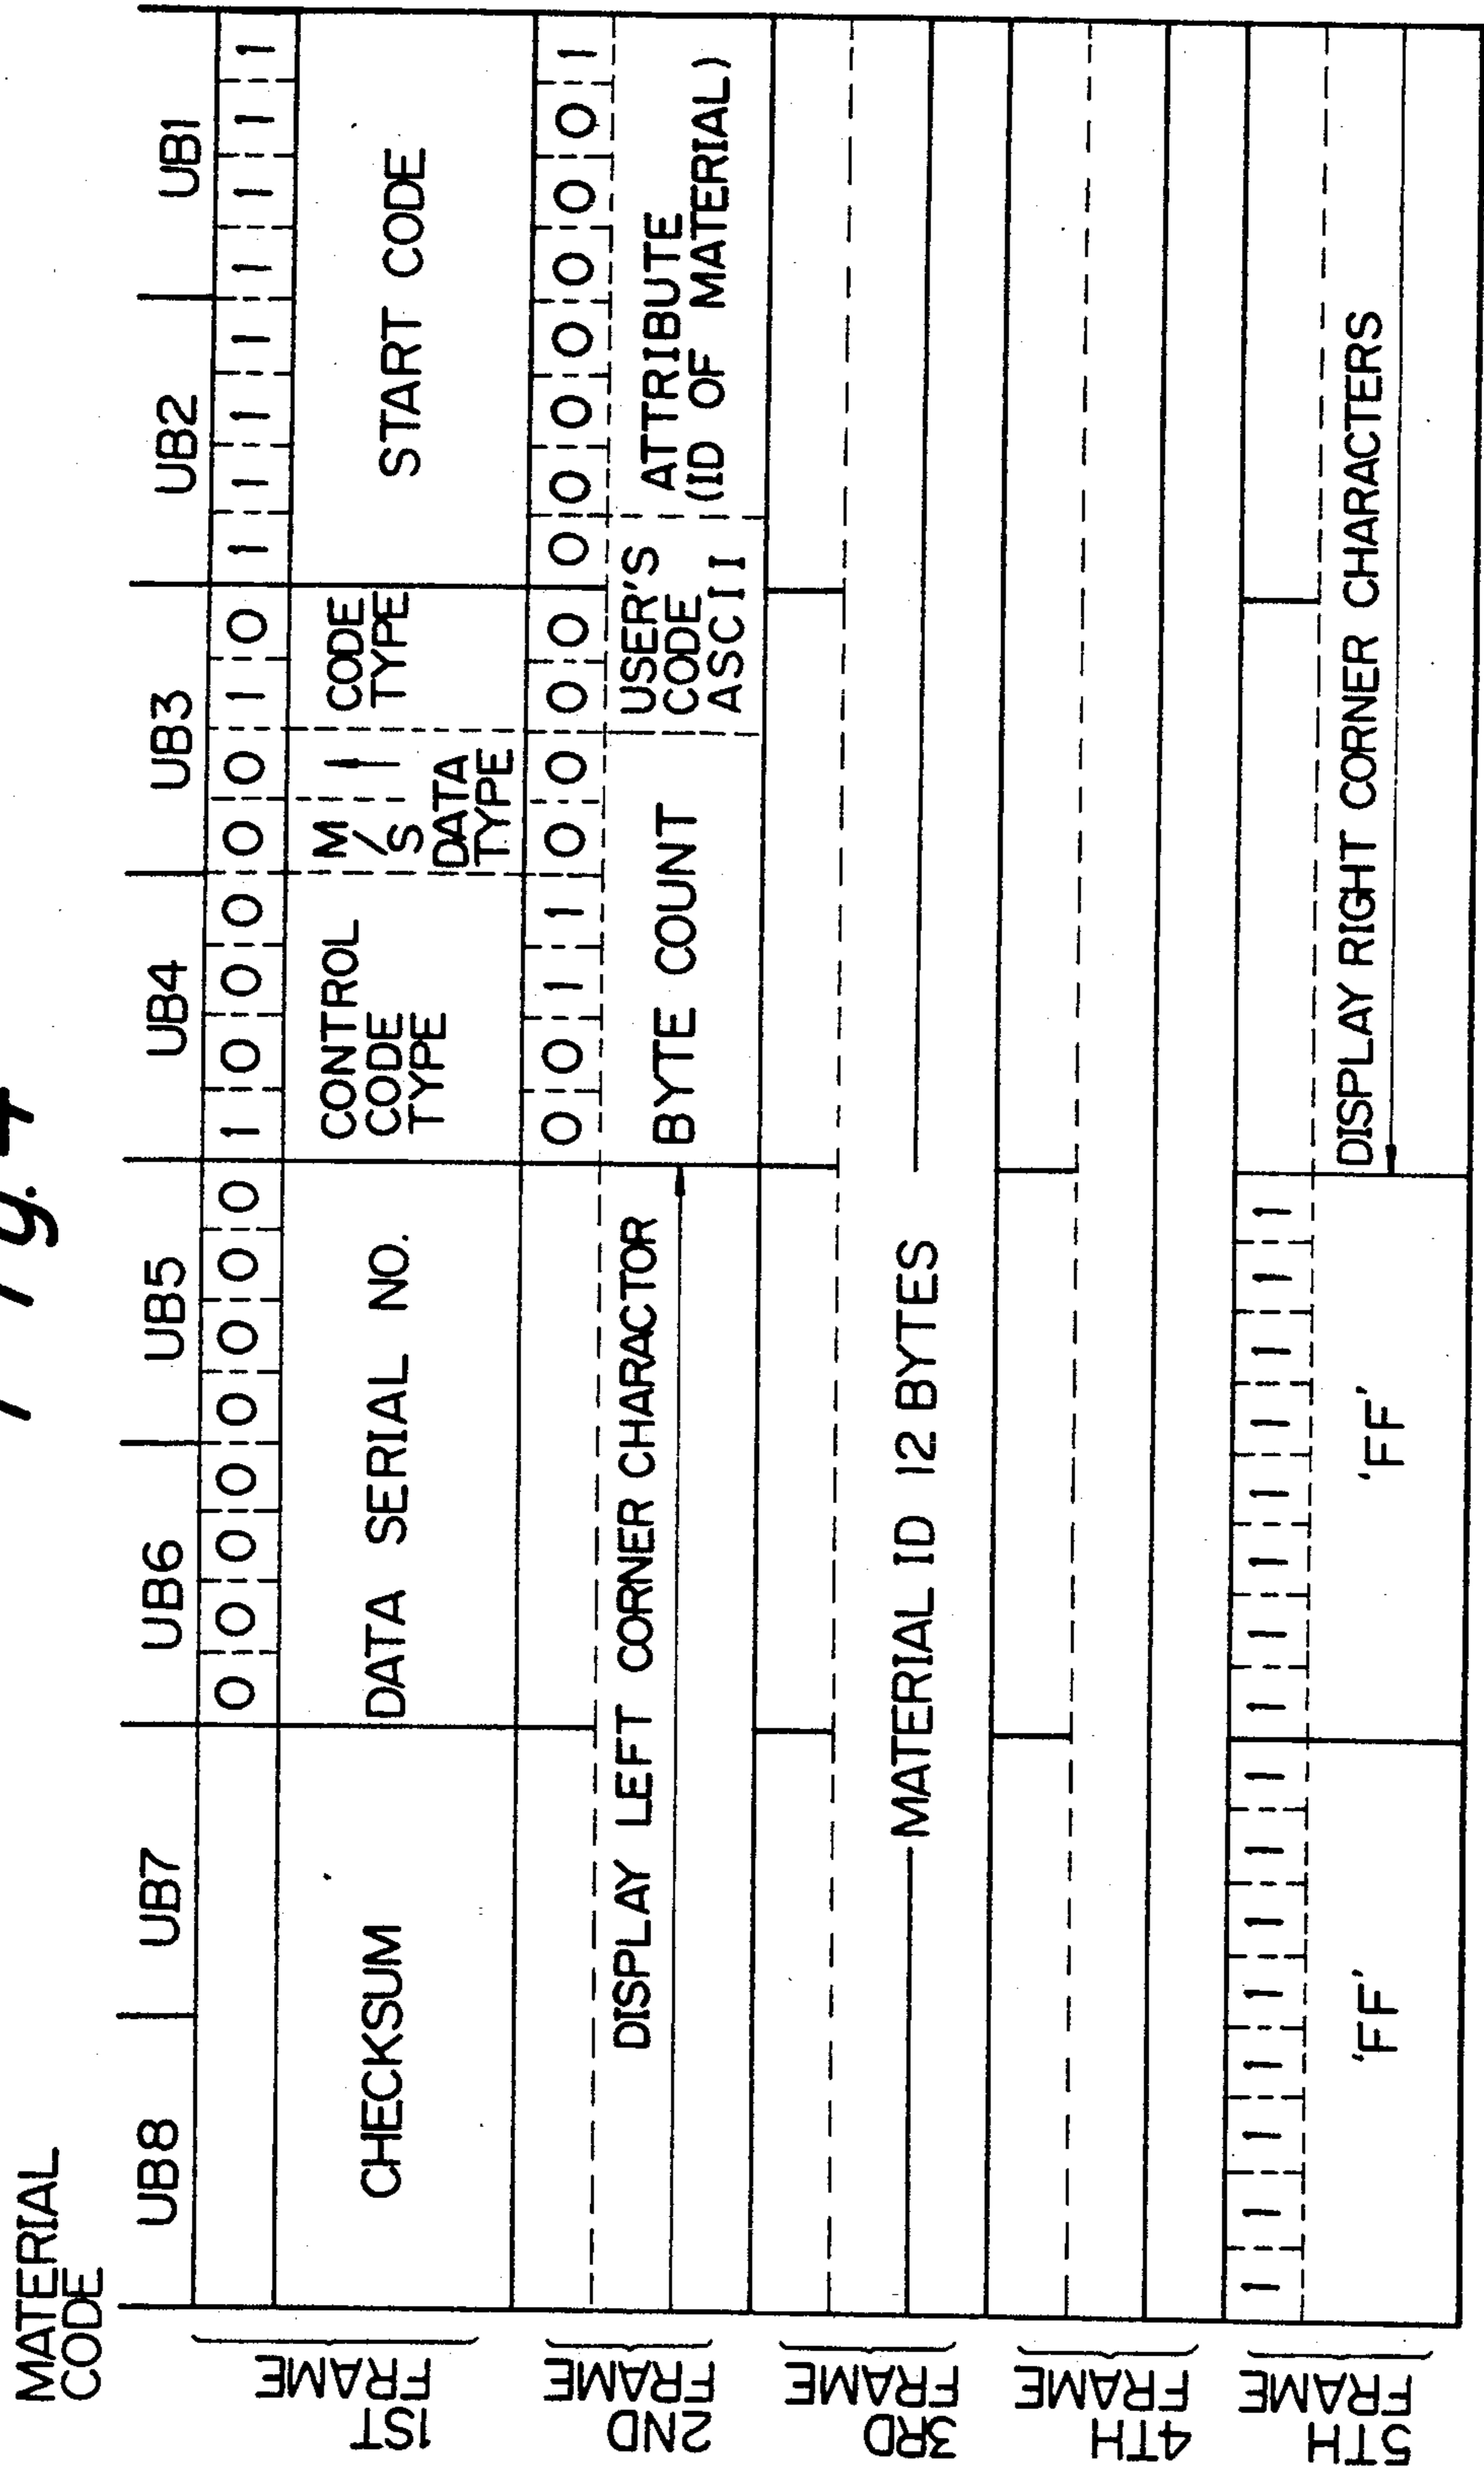 Fig. 4
MATERIAL
CODE
UB8 UB7 UB6 UB5 UB4 UB3 UB2 UB1
1ST
FRAME
0 0 0 0 0 0 0 0 1 0 0 0 0 0 1 0 1 1 1 1 1 1 1 1
CHECKSUM
DATA SERIAL NO.
CONTROL
CODE
TYPE
M
/
S
DATA
TYPE
CODE
TYPE
START CODE
2ND
FRAME
0 0 1 1 0 0 0 0 0 0 0 0 0 0 0 1
DISPLAY LEFT CORNER CHARACTOR
BYTE COUNT
USER'S
CODE
ASCII
ATTRIBUTE
(ID OF MATERIAL)
3RD
FRAME
MATERIAL ID 12 BYTES
4TH
FRAME
5TH
FRAME
1 1 1 1 1 1 1 1 1 1 1 1 1 1 1 1
'FF'
'FF'
DISPLAY RIGHT CORNER CHARACTERS